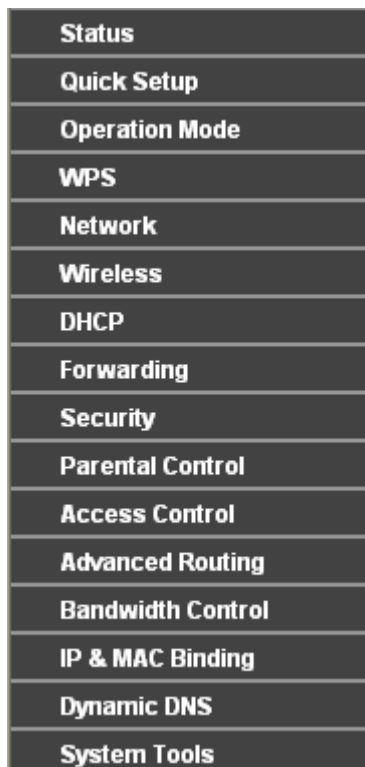 Status
Quick Setup
Operation Mode
WPS
Network
Wireless
DHCP
Forwarding
Security
Parental Control
Access Control
Advanced Routing
Bandwidth Control
IP & MAC Binding
Dynamic DNS
System Tools